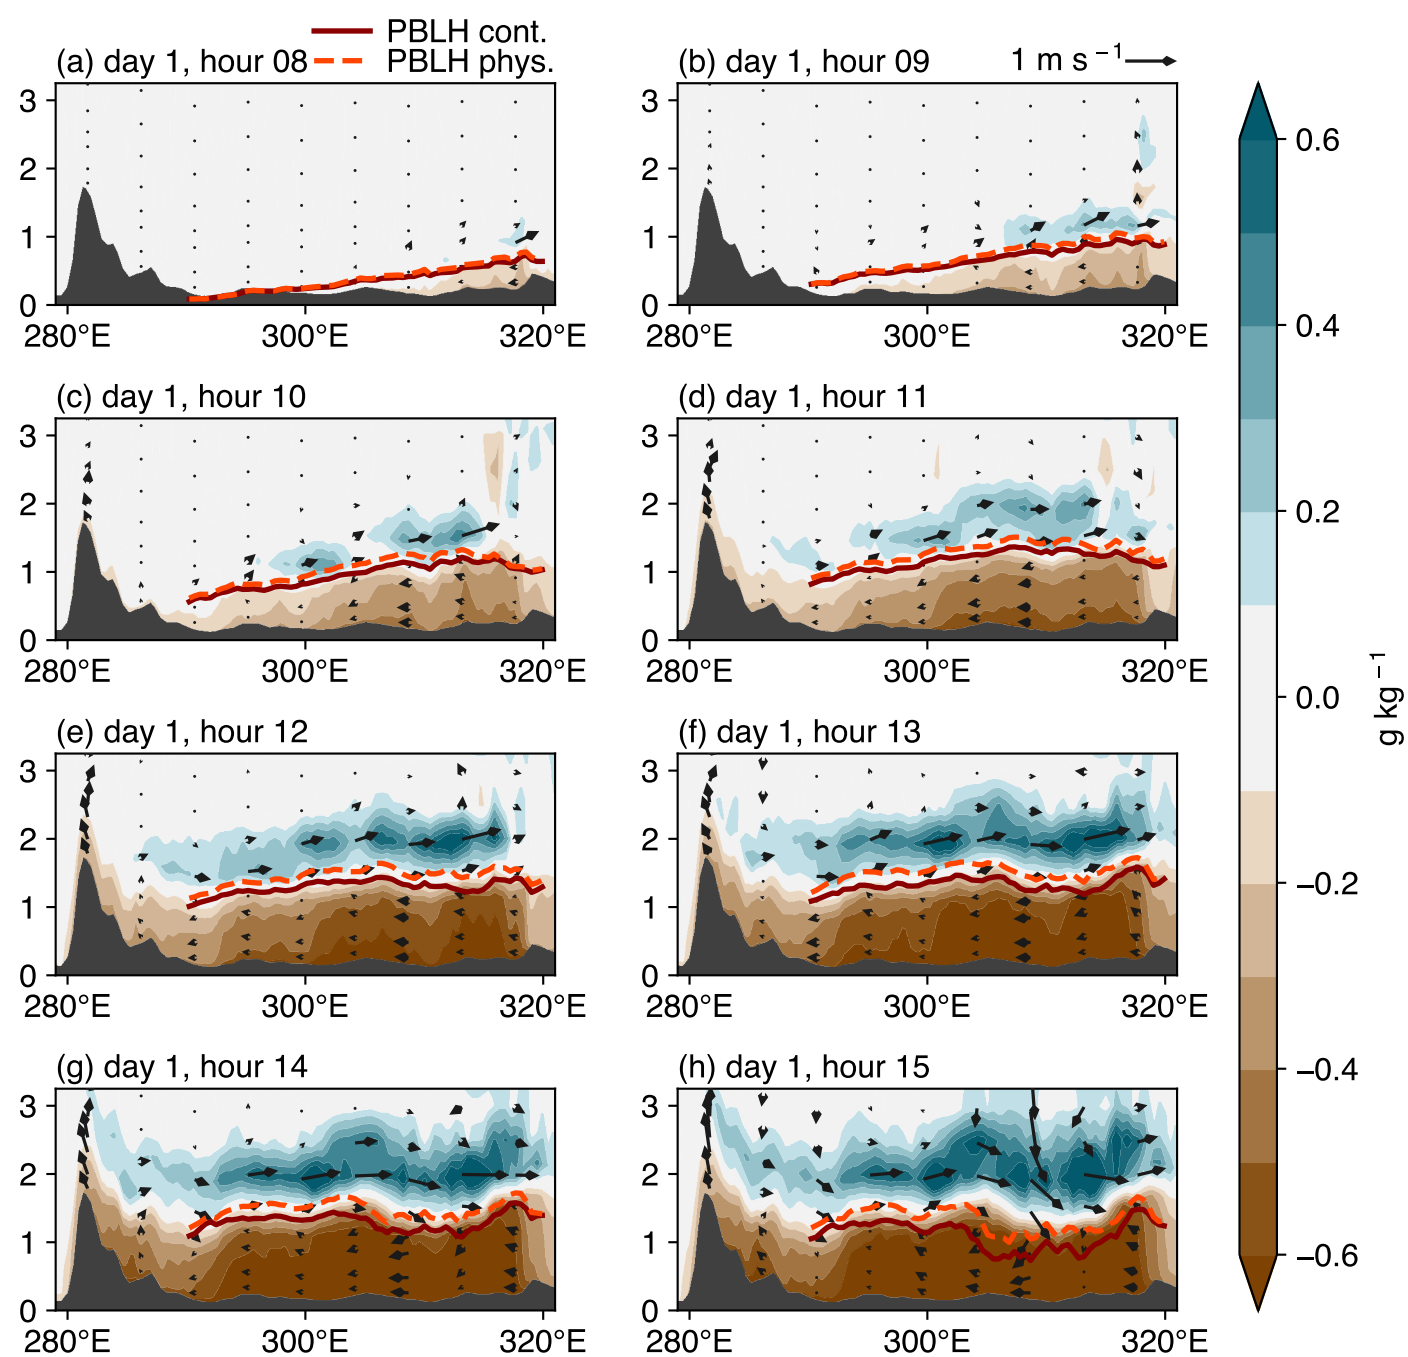 PBLH cont.
(a) day 1, hour 08
PBLH phys.
(b) day 1, hour 09
1 m s⁻¹
3
2
1
0
280°E
300°E
320°E
3
2
1
0
280°E
300°E
320°E
(c) day 1, hour 10
(d) day 1, hour 11
3
2
1
0
280°E
300°E
320°E
3
2
1
0
280°E
300°E
320°E
(e) day 1, hour 12
(f) day 1, hour 13
3
2
1
0
280°E
300°E
320°E
3
2
1
0
280°E
300°E
320°E
(g) day 1, hour 14
(h) day 1, hour 15
3
2
1
0
280°E
300°E
320°E
3
2
1
0
280°E
300°E
320°E
0.6
0.4
0.2
0.0
−0.2
−0.4
−0.6
g kg⁻¹